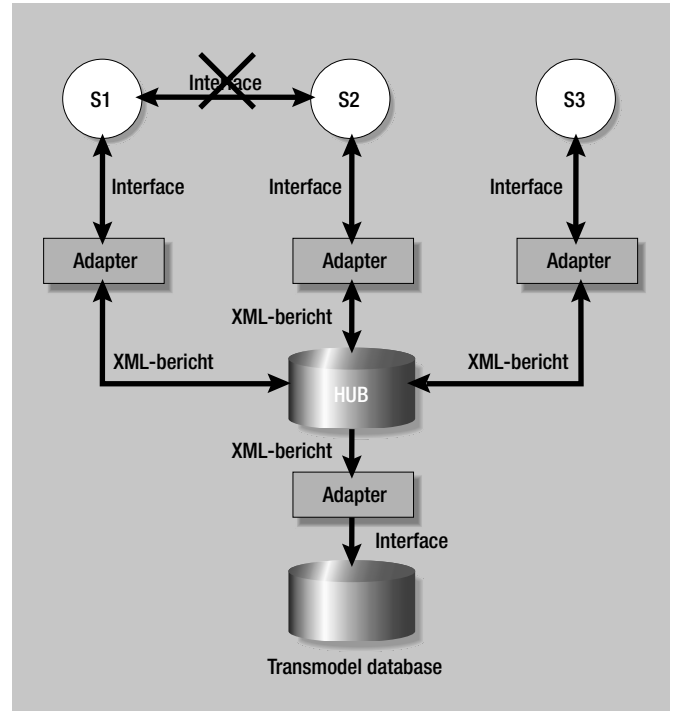 Interface
S1
S2
S3
Interface
Interface
Interface
Adapter
Adapter
Adapter
XML-bericht
XML-bericht
XML-bericht
HUB
XML-bericht
Adapter
Interface
Transmodel database